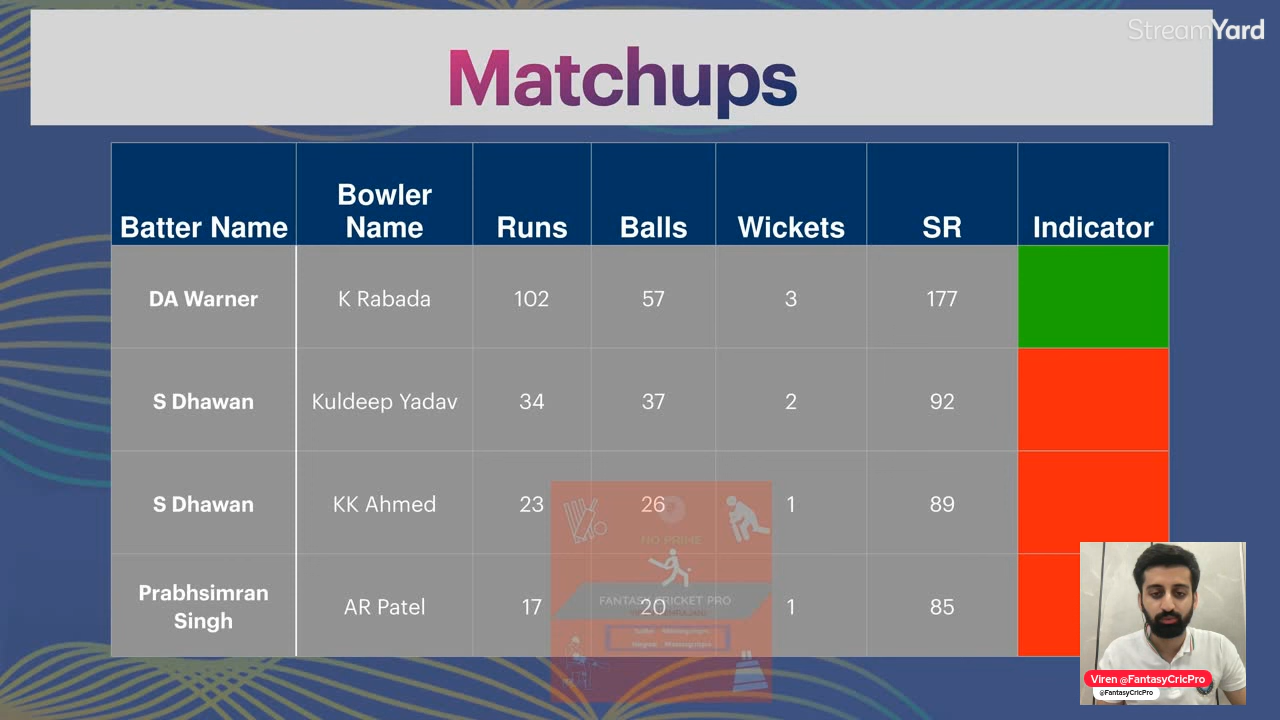 StreamYard
Matchups
Batter Name Bowler Name Runs Balls Wickets SR Indicator
DA Warner K Rabada 102 57 3 177
S Dhawan Kuldeep Yadav 34 37 2 92
S Dhawan KK Ahmed 23 26 1 89
NO PRIME
Prabhsimran Singh AR Patel 17 20 1 85
FANTASY CRICKET PRO
Viren @FantasyCricPro
@FantasyCricPro